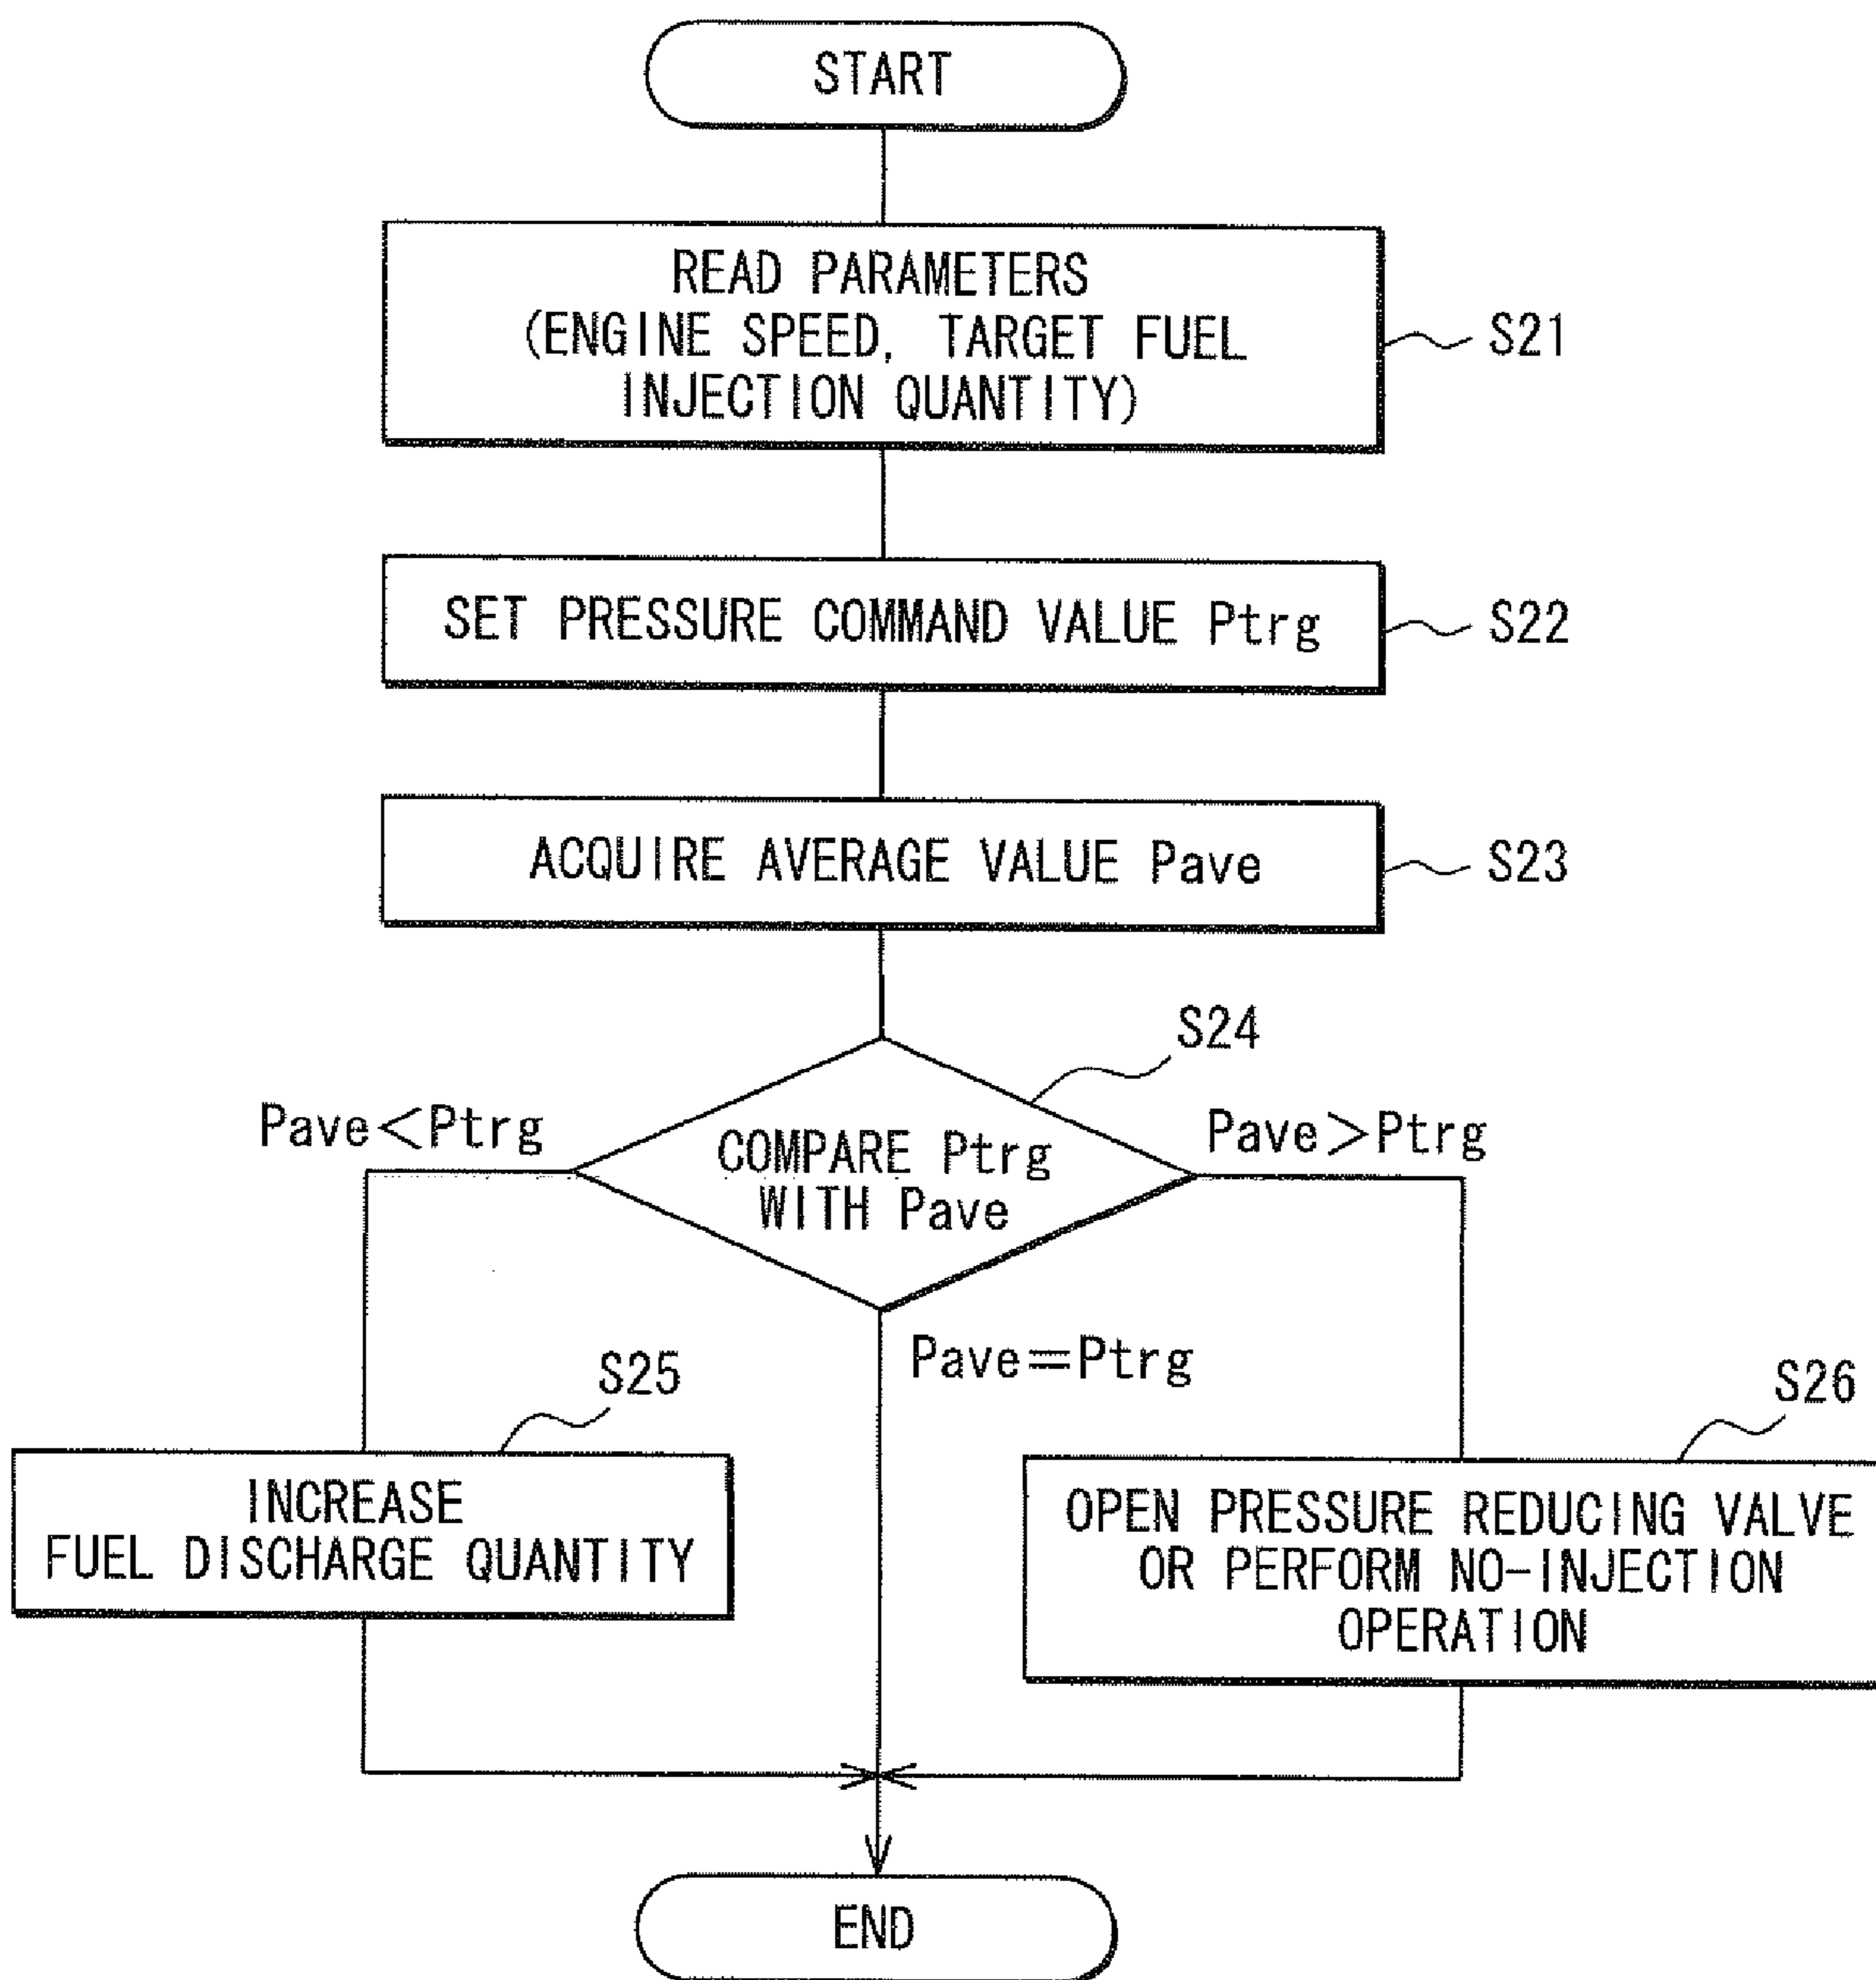 START
READ PARAMETERS
(ENGINE SPEED, TARGET FUEL
INJECTION QUANTITY)
S21
SET PRESSURE COMMAND VALUE Ptrg
S22
ACQUIRE AVERAGE VALUE Pave
S23
S24
Pave<Ptrg
COMPARE Ptrg
WITH Pave
Pave>Ptrg
Pave=Ptrg
S25
INCREASE
FUEL DISCHARGE QUANTITY
S26
OPEN PRESSURE REDUCING VALVE
OR PERFORM NO-INJECTION
OPERATION
END